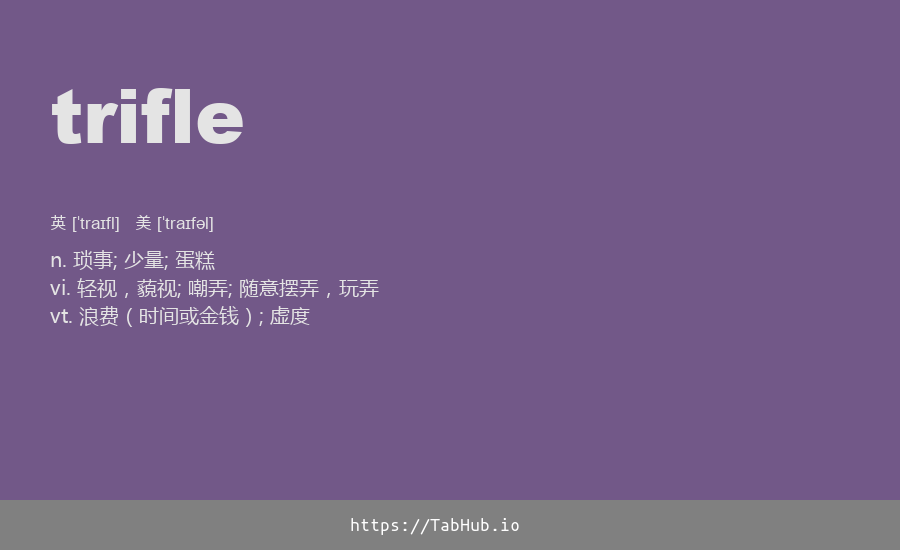 trifle
英 [ˈtraɪfl] 美 [ˈtraɪfəl]
n. 琐事; 少量; 蛋糕
vi. 轻视，藐视; 嘲弄; 随意摆弄，玩弄
vt. 浪费（时间或金钱）; 虚度
https://TabHub.io